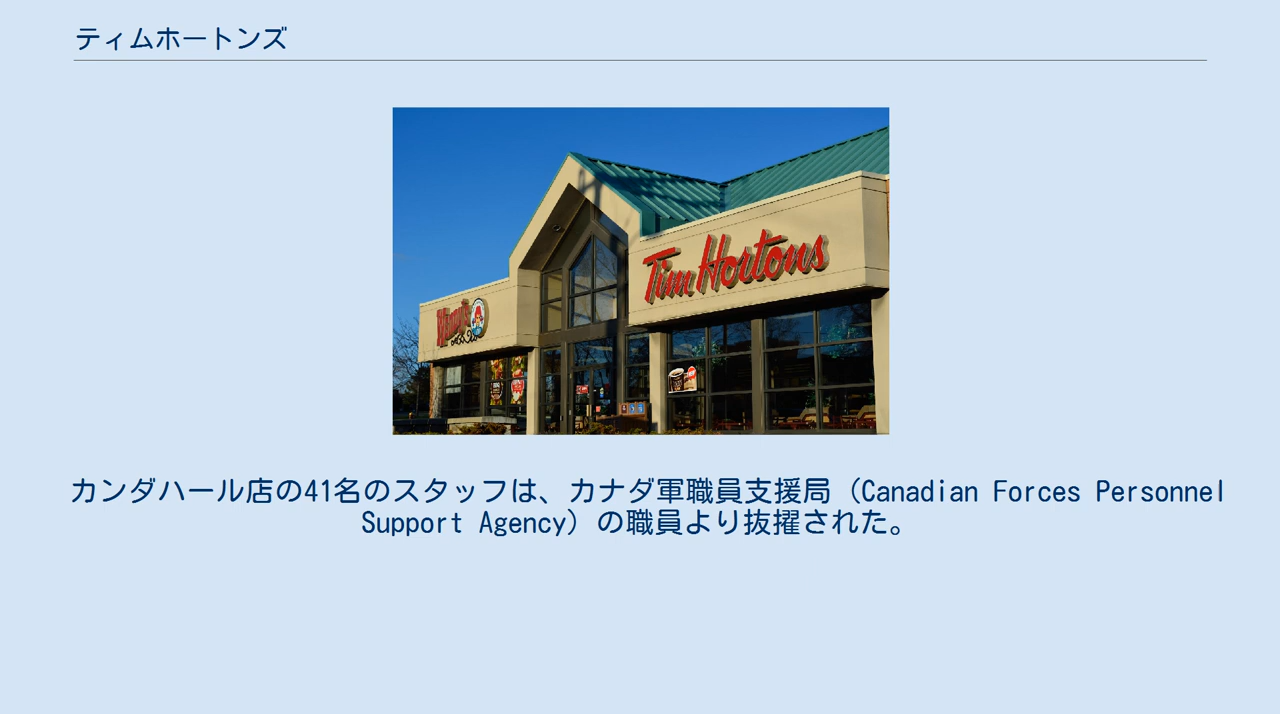 ティムホートンズ
Tim Hortons
Wendy's
カンダハール店の41名のスタッフは、カナダ軍職員支援局（Canadian Forces Personnel
Support Agency）の職員より抜擢された。